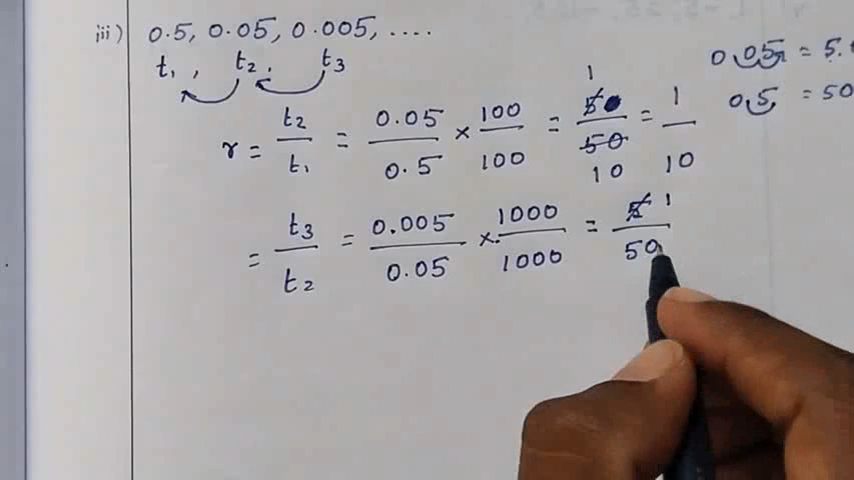 iii) 0.5, 0.05, 0.005, ....
t₁, t₂, t₃
0.05 = 5.0
0.5 = 50
r = t₂/t₁ = 0.05/0.5 × 100/100 = 5/50 1/10 = 1/10
= t₃/t₂ = 0.005/0.05 × 1000/1000 = 5/50 1